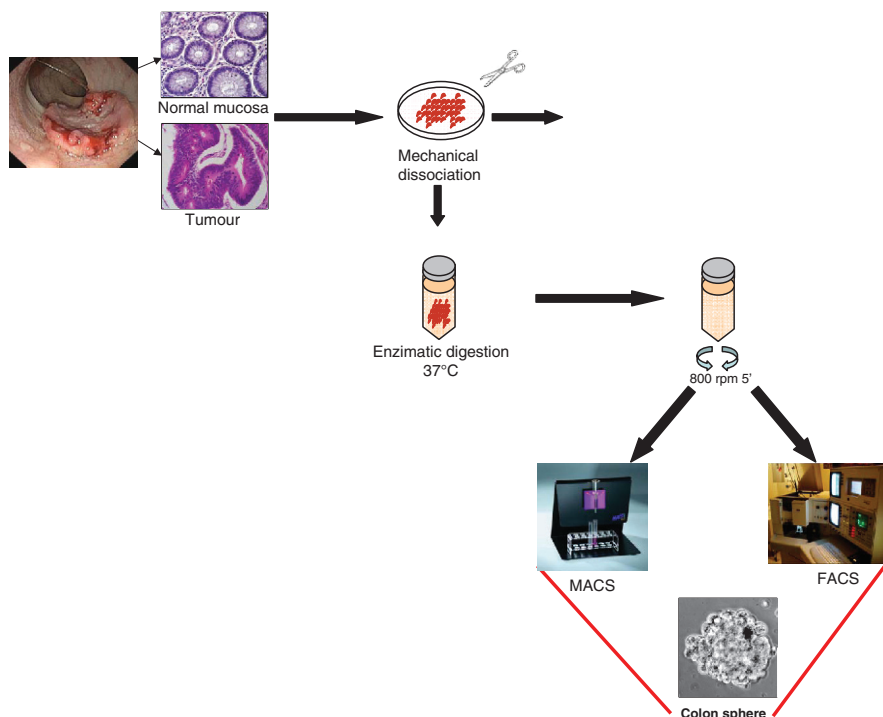 Normal mucosa
Tumour
Mechanical
dissociation
Enzimatic digestion
37°C
800 rpm 5’
MACS
FACS
Colon sphere